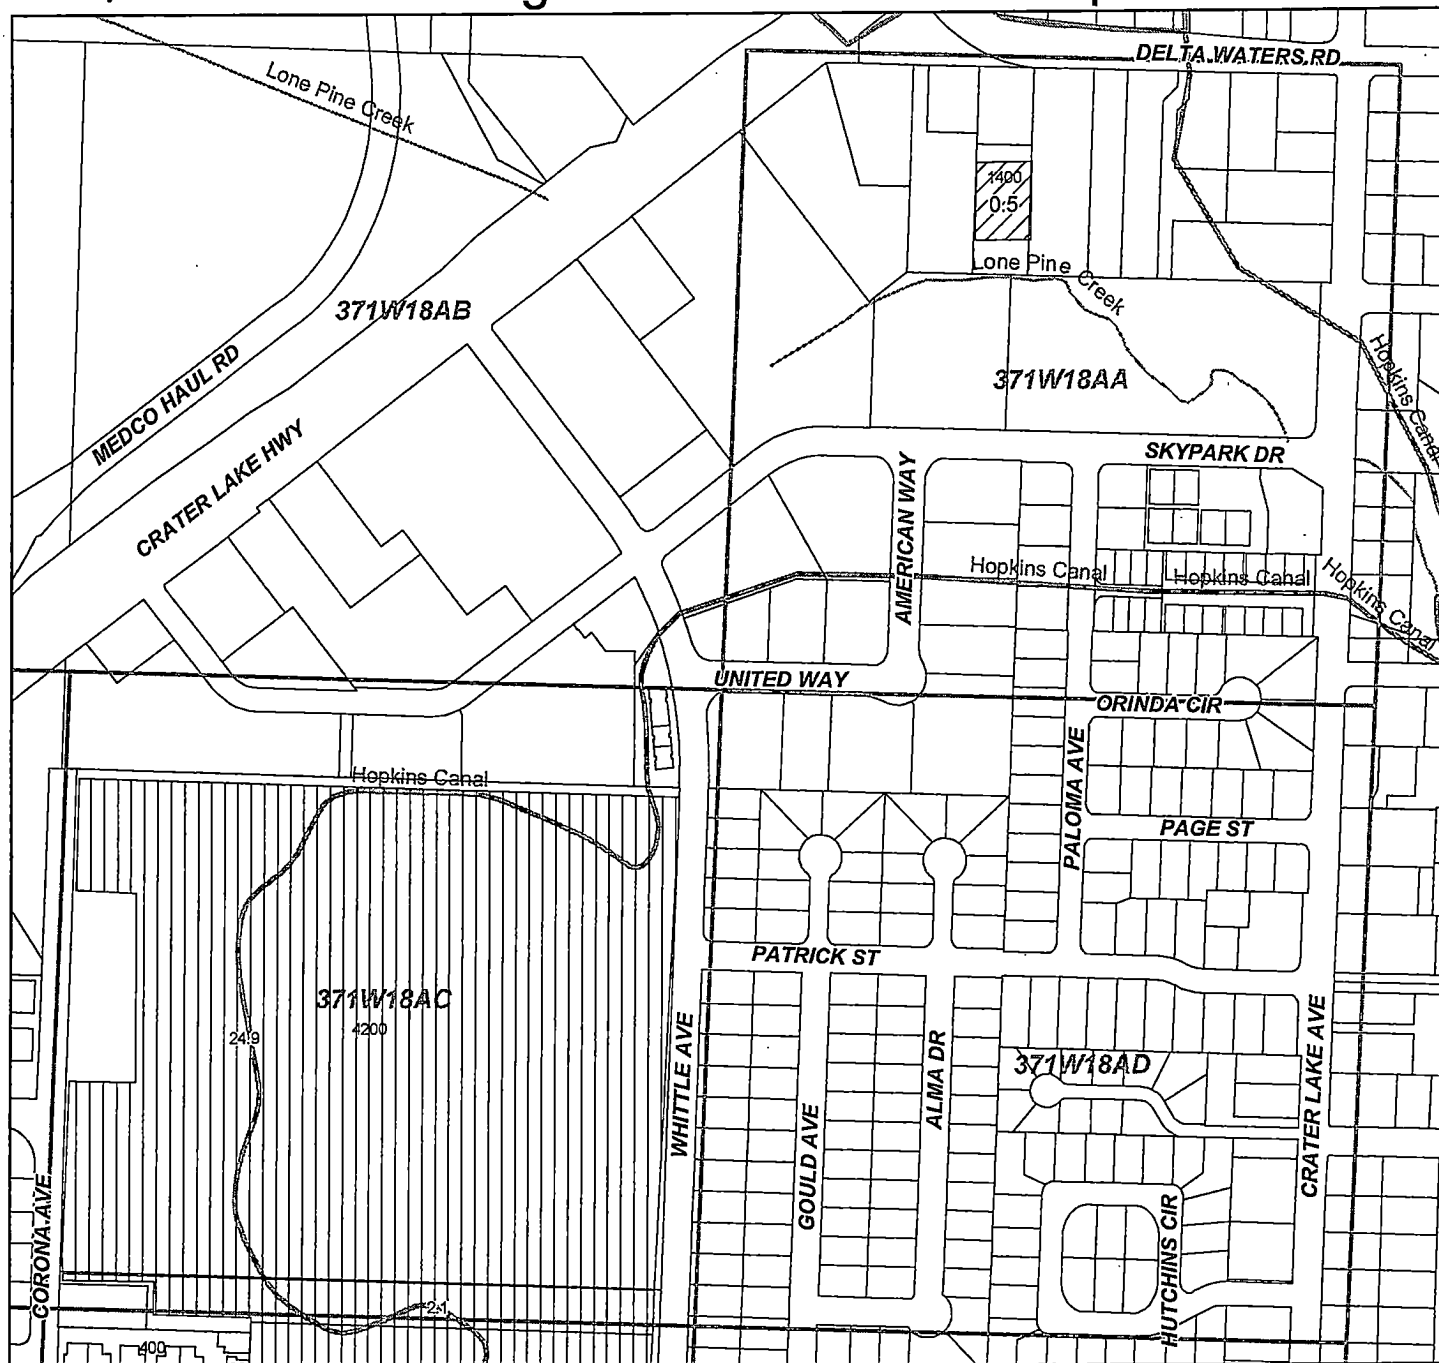 DELTA WATERS RD
Lone Pine Creek
1400
0.5
Lone Pine Creek
371W18AB
371W18AA
Hopkins Canal
MEDCO HAUL RD
CRATER LAKE HWY
SKYPARK DR
AMERICAN WAY
Hopkins Canal
Hopkins Canal
Hopkins Canal
UNITED WAY
ORINDA CIR
PALOMA AVE
Hopkins Canal
PAGE ST
PATRICK ST
371W18AC
4200
24.9
WHITTLE AVE
GOULD AVE
ALMA DR
371W18AD
CRATER LAKE AVE
HUTCHINS CIR
CORONA AVE
2.1
400